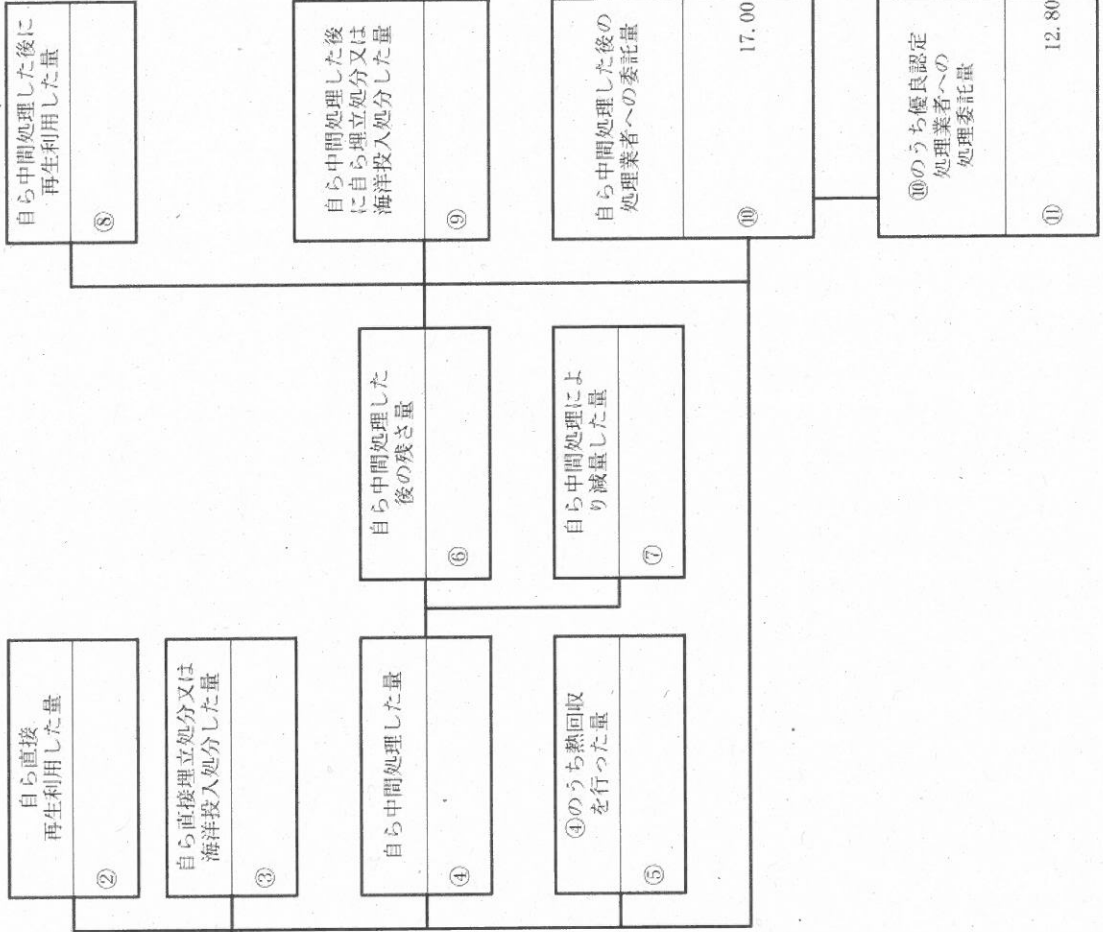 自ら直接
再生利用した量
②
自ら直接埋立処分又は
海洋投入処分した量
③
自ら中間処理した量
④
④のうち熱回収
を行った量
⑤
自ら中間処理した
後の残さ量
⑥
自ら中間処理によ
り減量した量
⑦
自ら中間処理した後に
再生利用した量
⑧
自ら中間処理した後
に自ら埋立処分又は
海洋投入処分した量
⑨
自ら中間処理した後の
処理業者への委託量
⑩ 17.00
⑩のうち優良認定
処理業者への
処理委託量
⑪ 12.80